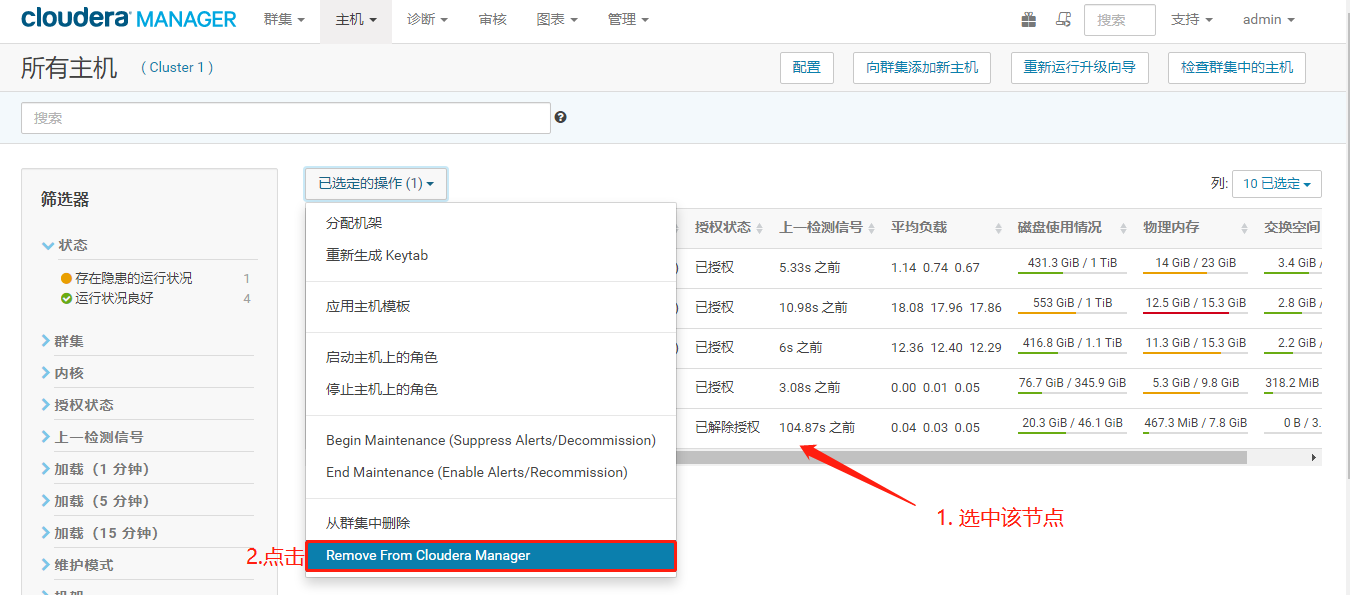 cloudera MANAGER 群集 主机 诊断 审核 图表 管理 搜索 支持 admin
所有主机 ( Cluster 1 ) 配置 向群集添加新主机 重新运行升级向导 检查群集中的主机
搜索
筛选器
状态
存在隐患的运行状况 1
运行状况良好 4
群集
内核
授权状态
上一检测信号
加载（1 分钟）
加载（5 分钟）
加载（15 分钟）
维护模式
机架
已选定的操作 (1) 列: 10 已选定
分配机架
重新生成 Keytab
应用主机模板
启动主机上的角色
停止主机上的角色
Begin Maintenance (Suppress Alerts/Decommission)
End Maintenance (Enable Alerts/Recommission)
从群集中删除
Remove From Cloudera Manager
授权状态 上一检测信号 平均负载 磁盘使用情况 物理内存 交换空间
已授权 5.33s 之前 1.14 0.74 0.67 431.3 GiB / 1 TiB 14 GiB / 23 GiB 3.4 GiB /
已授权 10.98s 之前 18.08 17.96 17.86 553 GiB / 1 TiB 12.5 GiB / 15.3 GiB 2.8 GiB /
已授权 6s 之前 12.36 12.40 12.29 416.8 GiB / 1.1 TiB 11.3 GiB / 15.3 GiB 2.2 GiB /
已授权 3.08s 之前 0.00 0.01 0.05 76.7 GiB / 345.9 GiB 5.3 GiB / 9.8 GiB 318.2 MiB
已解除授权 104.87s 之前 0.04 0.03 0.05 20.3 GiB / 46.1 GiB 467.3 MiB / 7.8 GiB 0 B / 3.
1. 选中该节点
2.点击